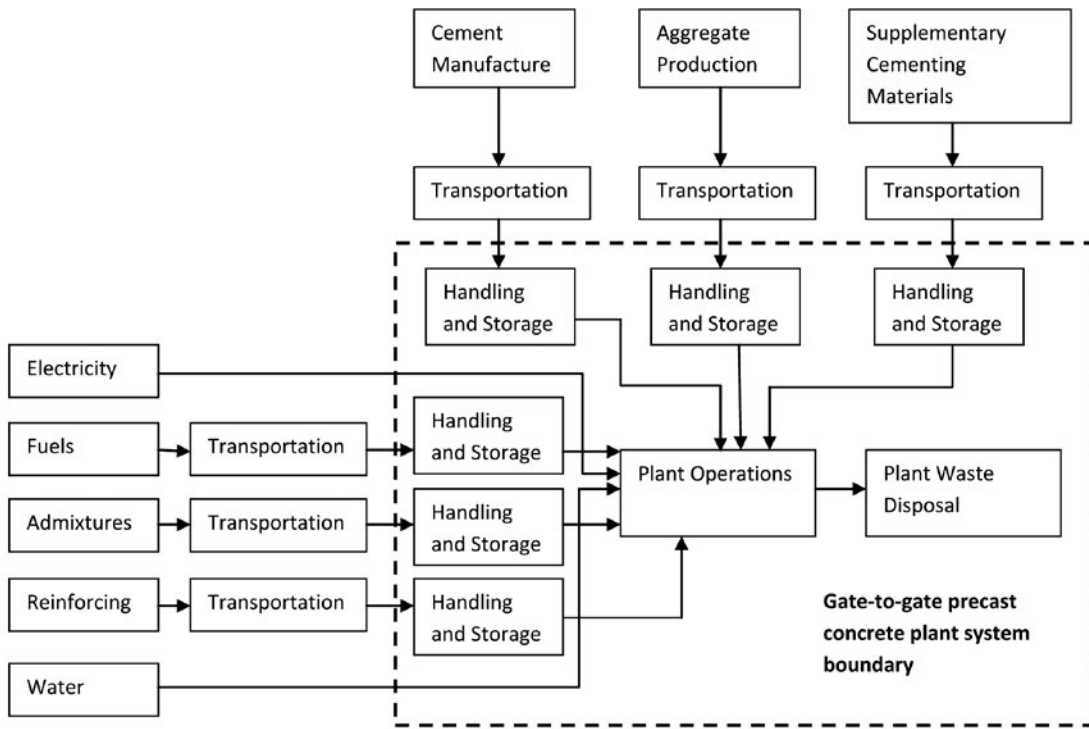 Cement
Manufacture
Aggregate
Production
Supplementary
Cementing
Materials
Transportation
Transportation
Transportation
Handling
and Storage
Handling
and Storage
Handling
and Storage
Electricity
Fuels
Transportation
Handling
and Storage
Admixtures
Transportation
Handling
and Storage
Reinforcing
Transportation
Handling
and Storage
Water
Plant Operations
Plant Waste
Disposal
Gate-to-gate precast
concrete plant system
boundary